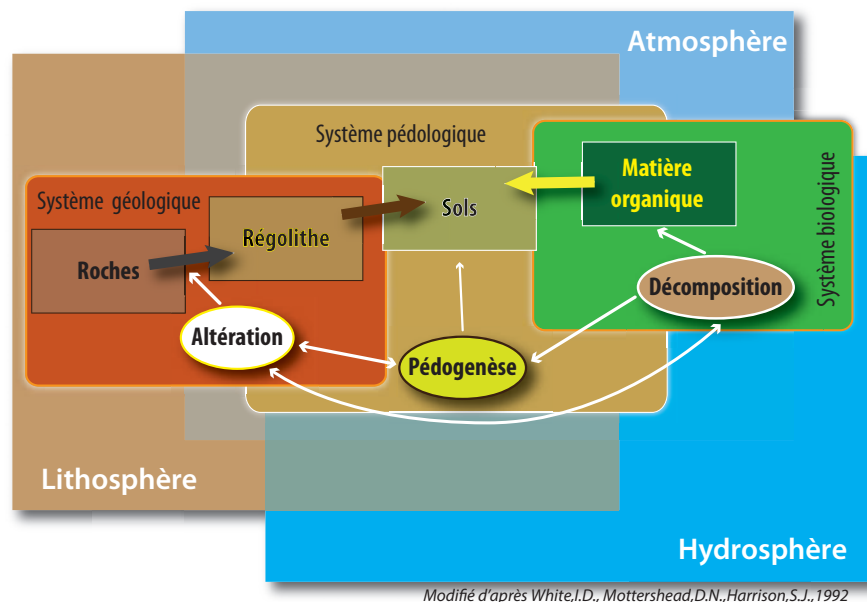 Atmosphère
Système pédologique
Matière
organique
Système biologique
Système géologique
Régolithe
Sols
Roches
Décomposition
Altération
Pédogenèse
Lithosphère
Hydrosphère
Modifié d'après White,I.D., Mottershead,D.N.,Harrison,S.J.,1992